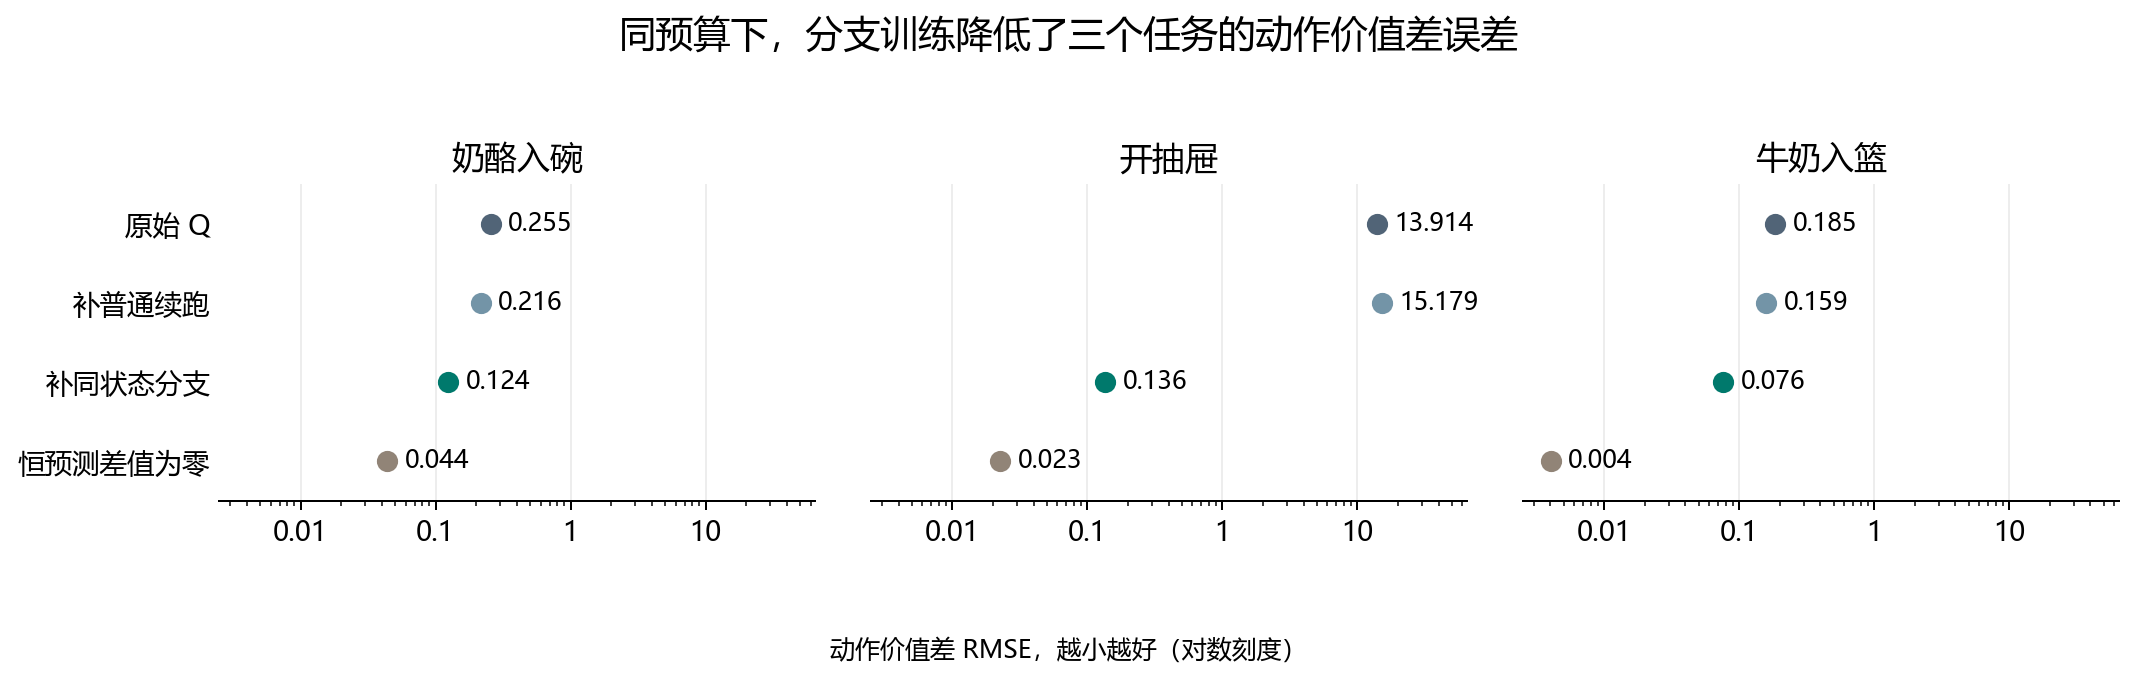 同预算下，分支训练降低了三个任务的动作价值差误差
奶酪入碗
开抽屉
牛奶入篮
原始 Q
0.255
13.914
0.185
补普通续跑
0.216
15.179
0.159
补同状态分支
0.124
0.136
0.076
恒预测差值为零
0.044
0.023
0.004
0.01 0.1 1 10
0.01 0.1 1 10
0.01 0.1 1 10
动作价值差 RMSE，越小越好（对数刻度）